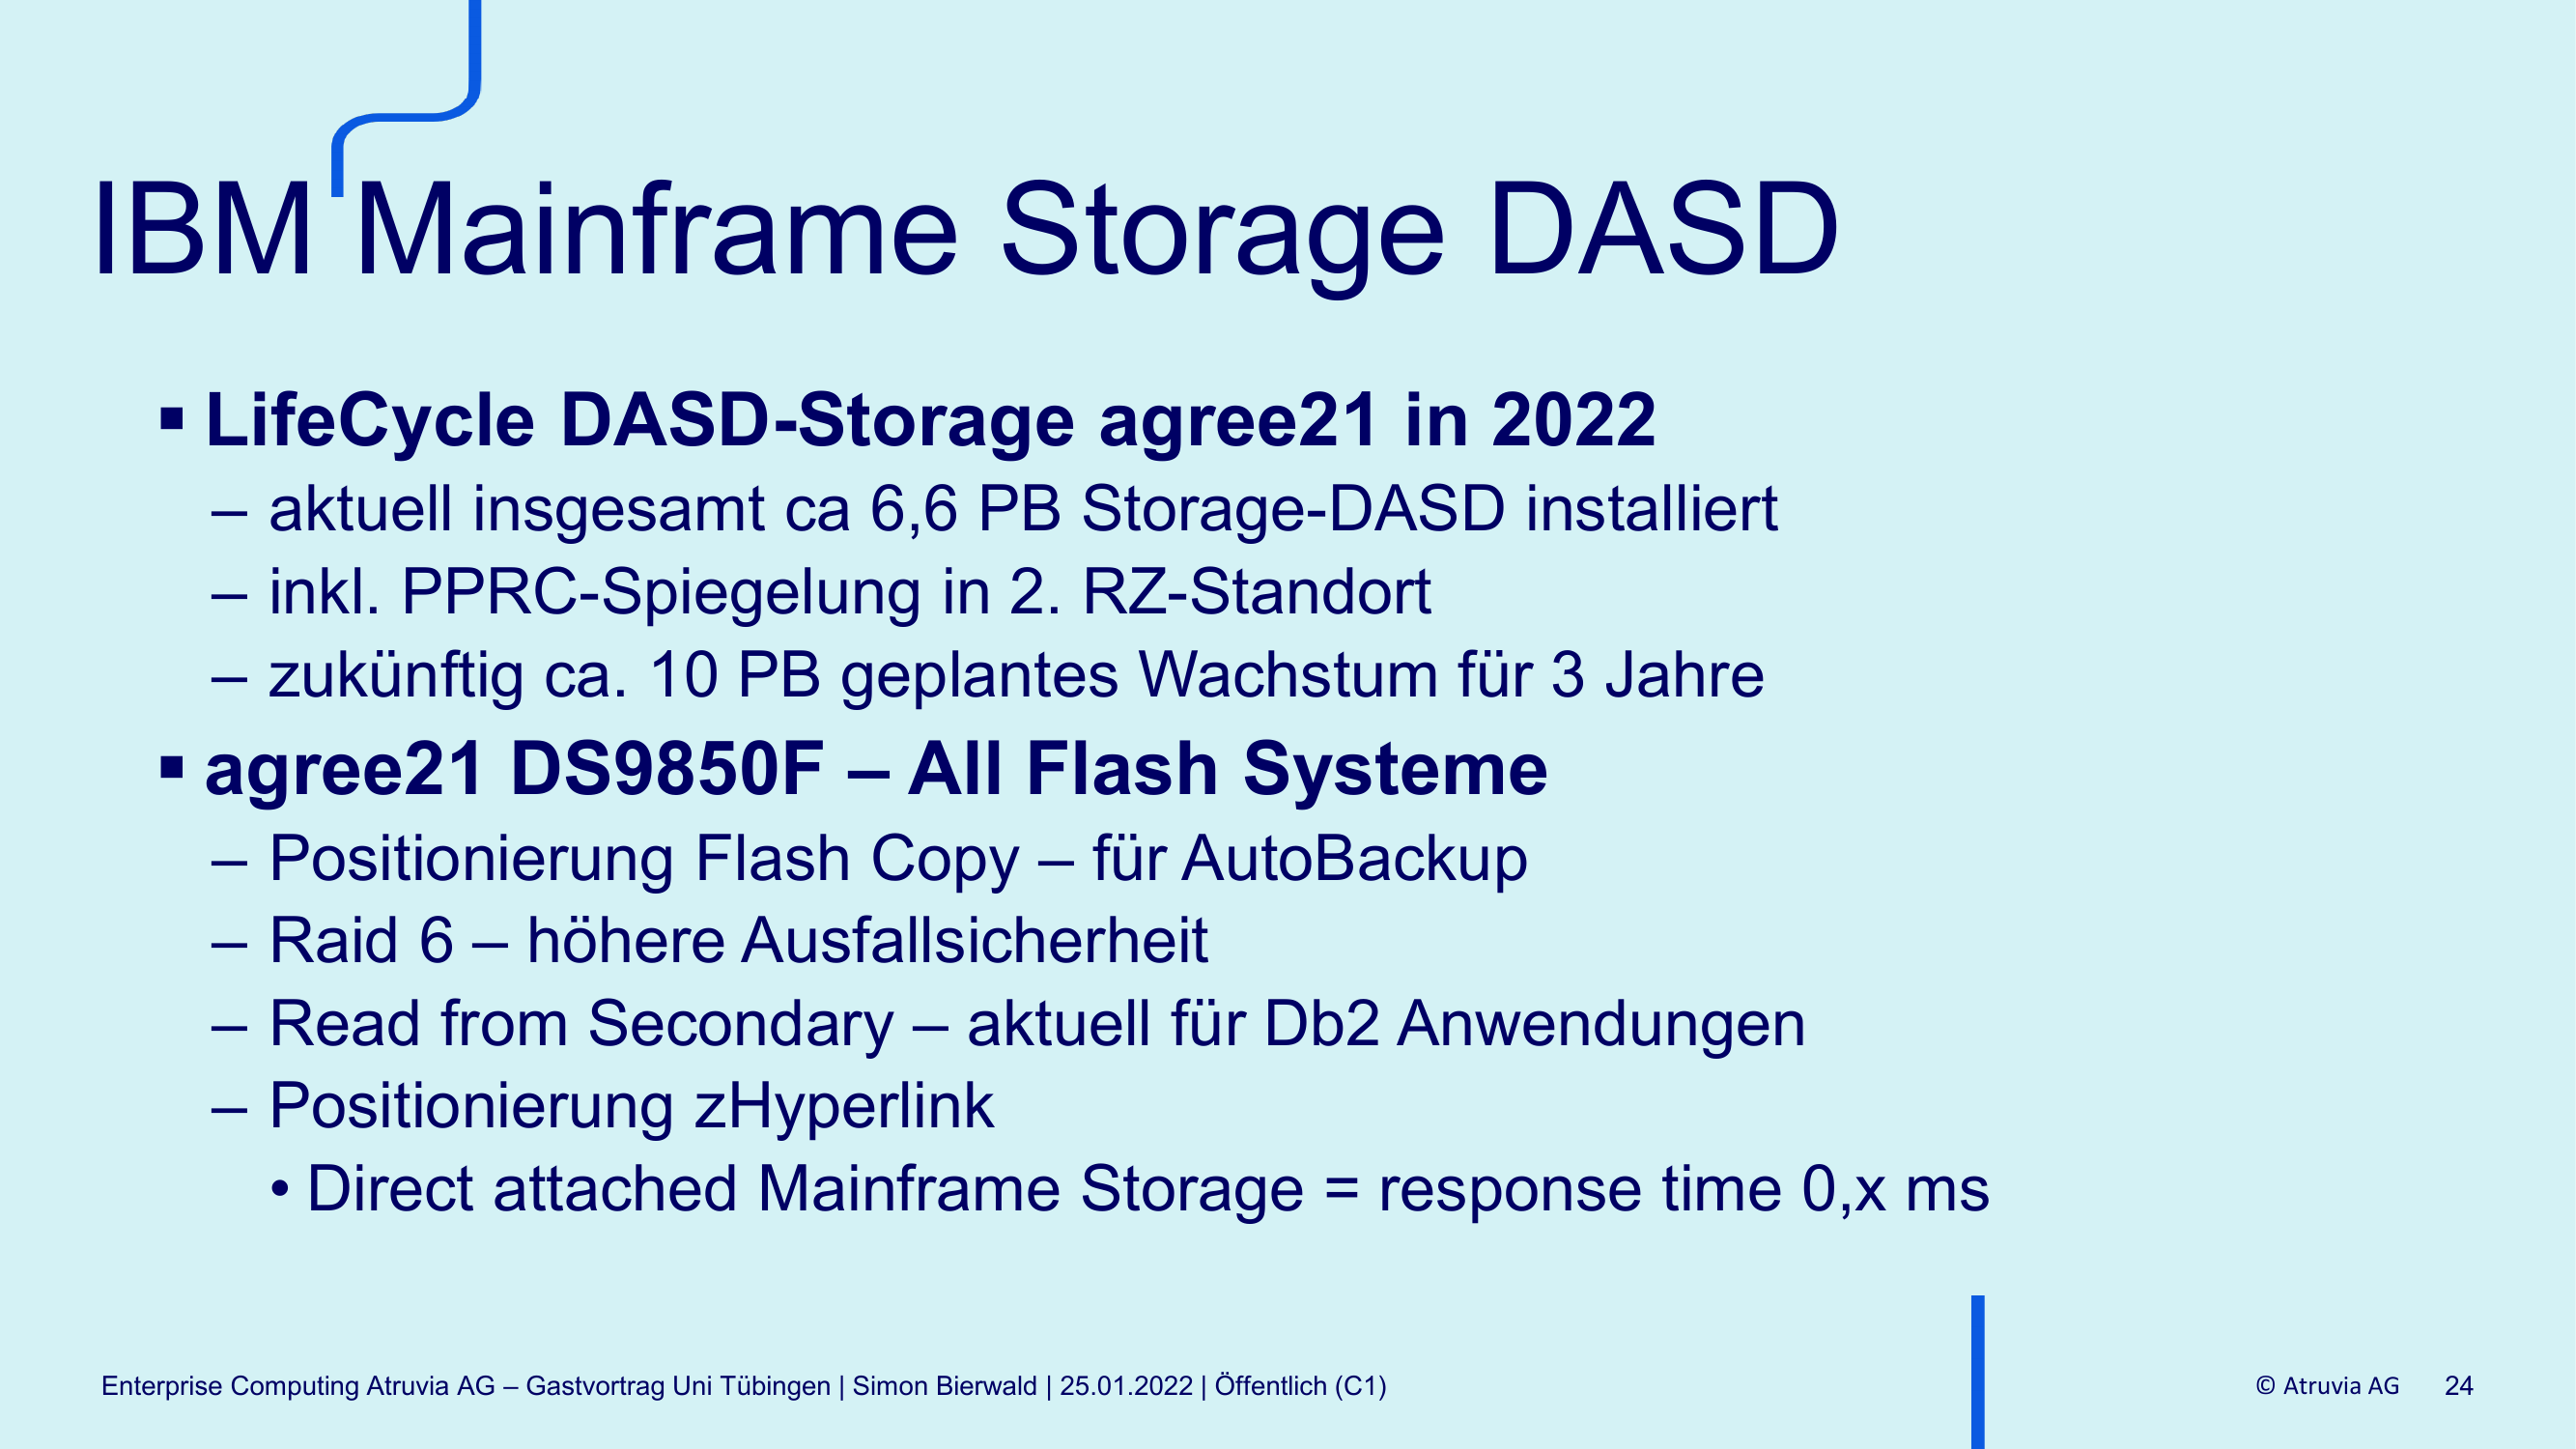 IBM Mainframe Storage DASD
▪ LifeCycle DASD-Storage agree21 in 2022
– aktuell insgesamt ca 6,6 PB Storage-DASD installiert
– inkl. PPRC-Spiegelung in 2. RZ-Standort
– zukünftig ca. 10 PB geplantes Wachstum für 3 Jahre
▪ agree21 DS9850F – All Flash Systeme
– Positionierung Flash Copy – für AutoBackup
– Raid 6 – höhere Ausfallsicherheit
– Read from Secondary – aktuell für Db2 Anwendungen
– Positionierung zHyperlink
• Direct attached Mainframe Storage = response time 0,x ms
Enterprise Computing Atruvia AG – Gastvortrag Uni Tübingen | Simon Bierwald | 25.01.2022 | Öffentlich (C1)
© Atruvia AG 24